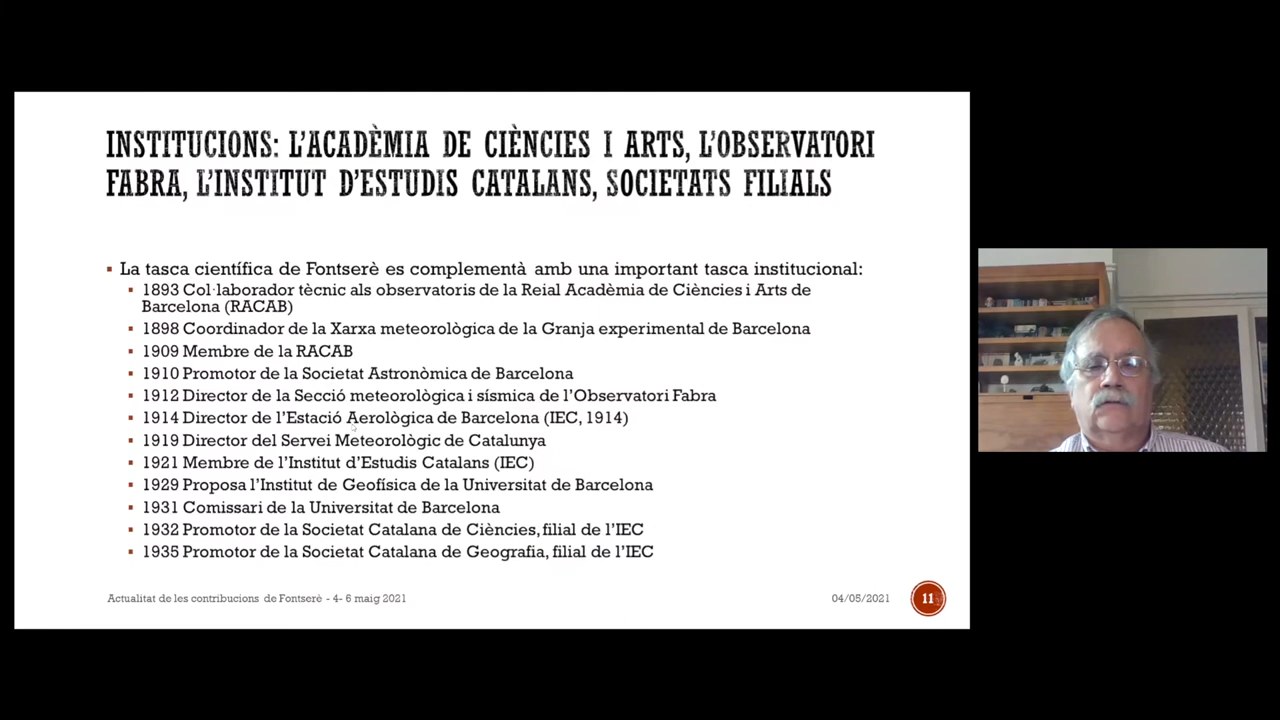 INSTITUCIONS: L'ACADÈMIA DE CIÈNCIES I ARTS, L'OBSERVATORI
FABRA, L'INSTITUT D'ESTUDIS CATALANS, SOCIETATS FILIALS
▪ La tasca científica de Fontserè es complementà amb una important tasca institucional:
▪ 1893 Col·laborador tècnic als observatoris de la Reial Acadèmia de Ciències i Arts de
Barcelona (RACAB)
▪ 1898 Coordinador de la Xarxa meteorològica de la Granja experimental de Barcelona
▪ 1909 Membre de la RACAB
▪ 1910 Promotor de la Societat Astronòmica de Barcelona
▪ 1912 Director de la Secció meteorològica i sísmica de l'Observatori Fabra
▪ 1914 Director de l'Estació Aerològica de Barcelona (IEC, 1914)
▪ 1919 Director del Servei Meteorològic de Catalunya
▪ 1921 Membre de l'Institut d'Estudis Catalans (IEC)
▪ 1929 Proposa l'Institut de Geofísica de la Universitat de Barcelona
▪ 1931 Comissari de la Universitat de Barcelona
▪ 1932 Promotor de la Societat Catalana de Ciències, filial de l'IEC
▪ 1935 Promotor de la Societat Catalana de Geografia, filial de l'IEC
Actualitat de les contribucions de Fontserè - 4- 6 maig 2021
04/05/2021
11